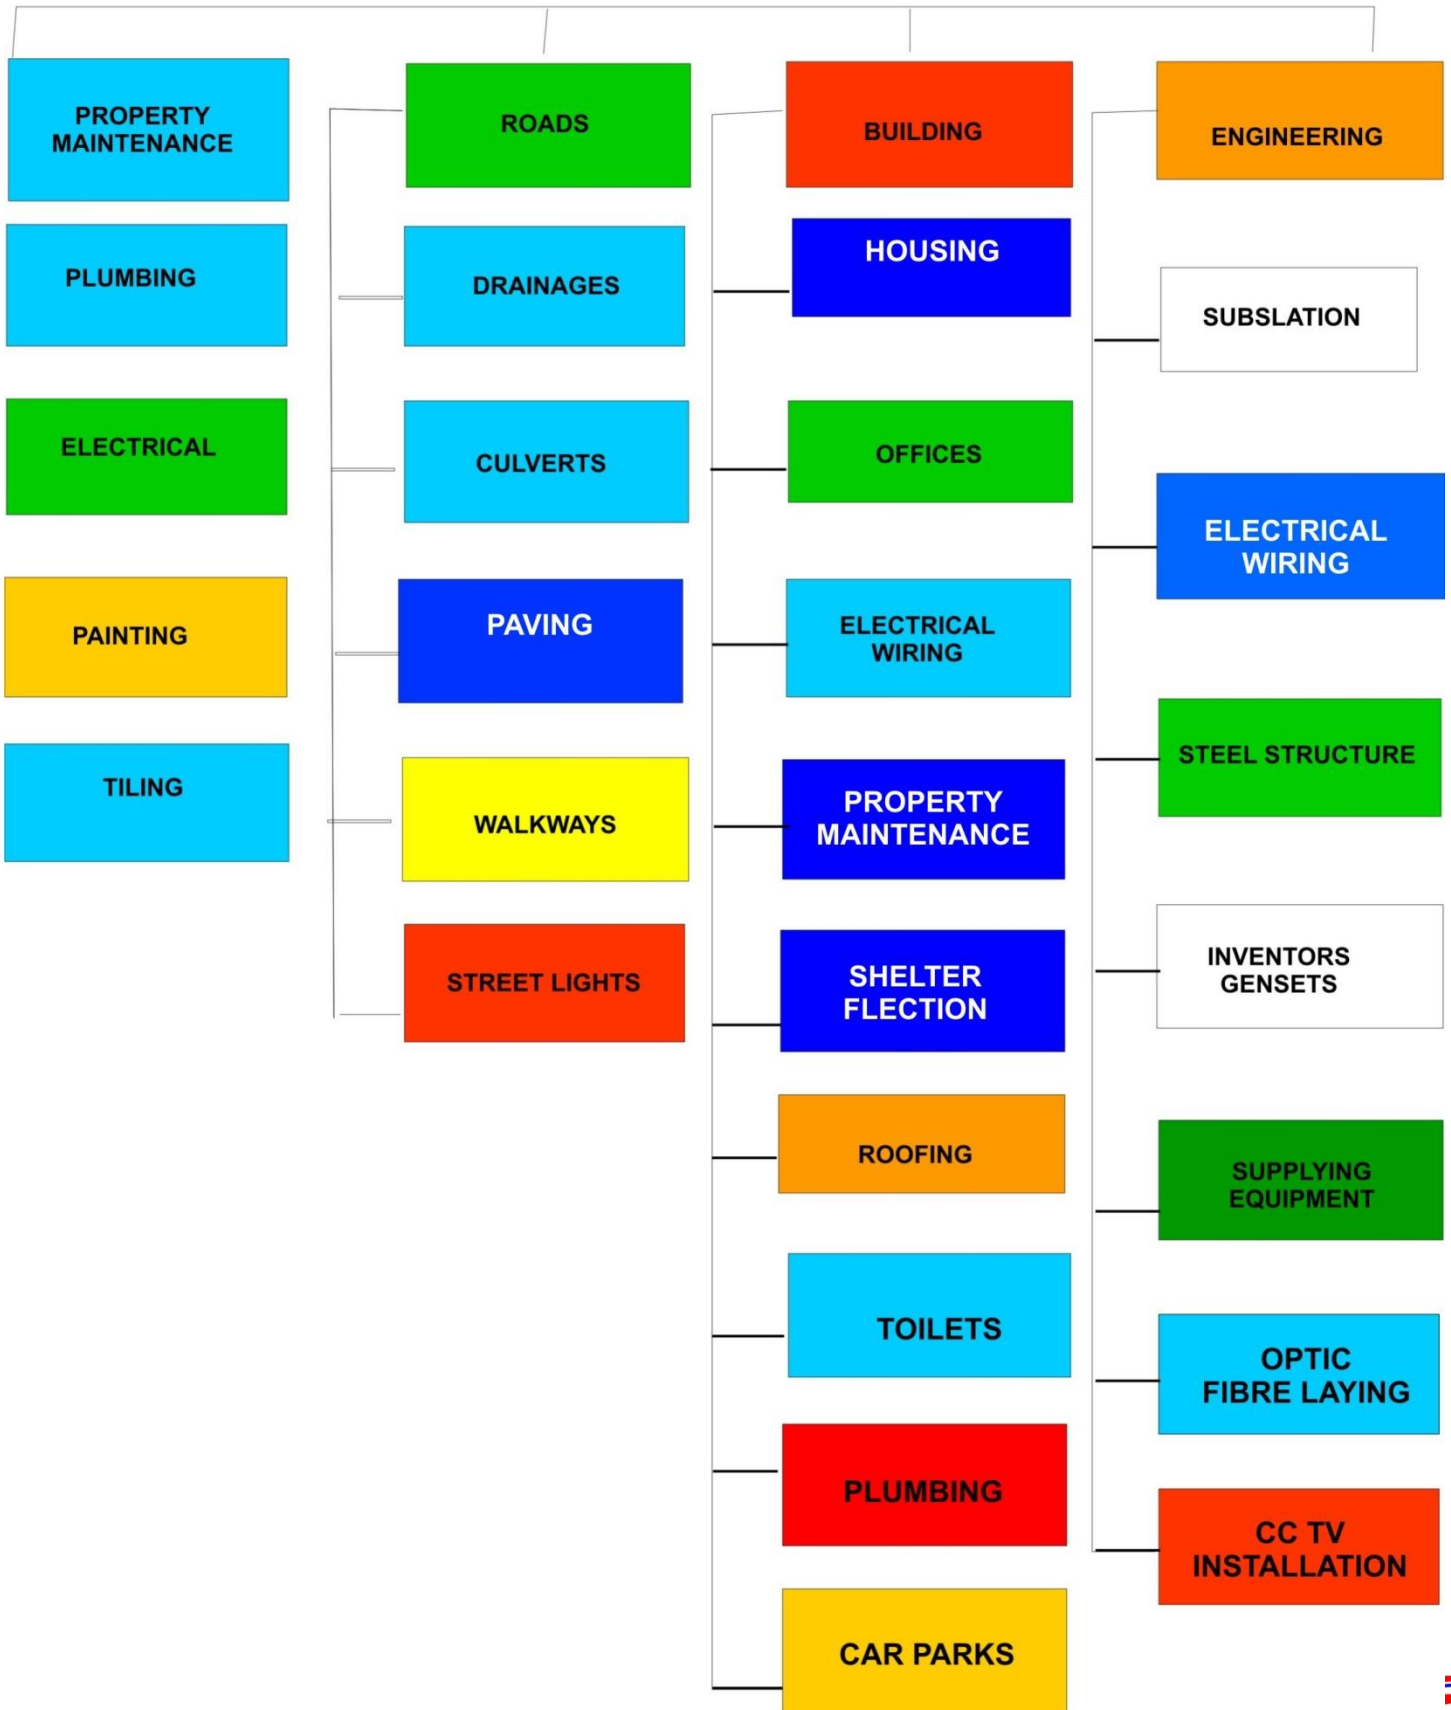 PROPERTY
MAINTENANCE
PLUMBING
ELECTRICAL
PAINTING
TILING
ROADS
DRAINAGES
CULVERTS
PAVING
WALKWAYS
STREET LIGHTS
BUILDING
HOUSING
OFFICES
ELECTRICAL
WIRING
PROPERTY
MAINTENANCE
SHELTER
FLECTION
ROOFING
TOILETS
PLUMBING
CAR PARKS
ENGINEERING
SUBSLATION
ELECTRICAL
WIRING
STEEL STRUCTURE
INVENTORS
GENSETS
SUPPLYING
EQUIPMENT
OPTIC
FIBRE LAYING
CC TV
INSTALLATION